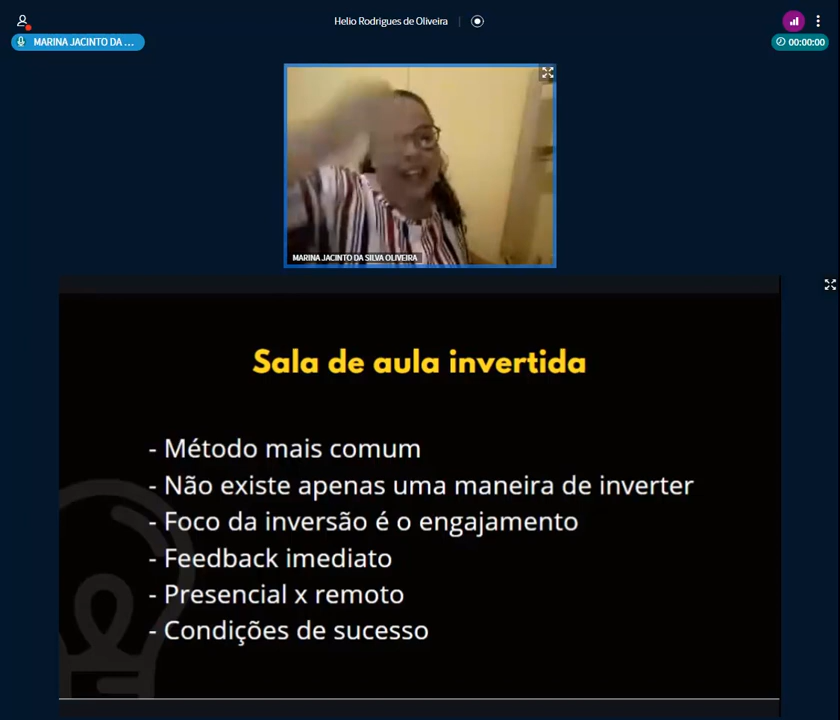 Helio Rodrigues de Oliveira
MARINA JACINTO DA ...
00:00:00
MARINA JACINTO DA SILVA OLIVEIRA
Sala de aula invertida
- Método mais comum
- Não existe apenas uma maneira de inverter
- Foco da inversão é o engajamento
- Feedback imediato
- Presencial x remoto
- Condições de sucesso